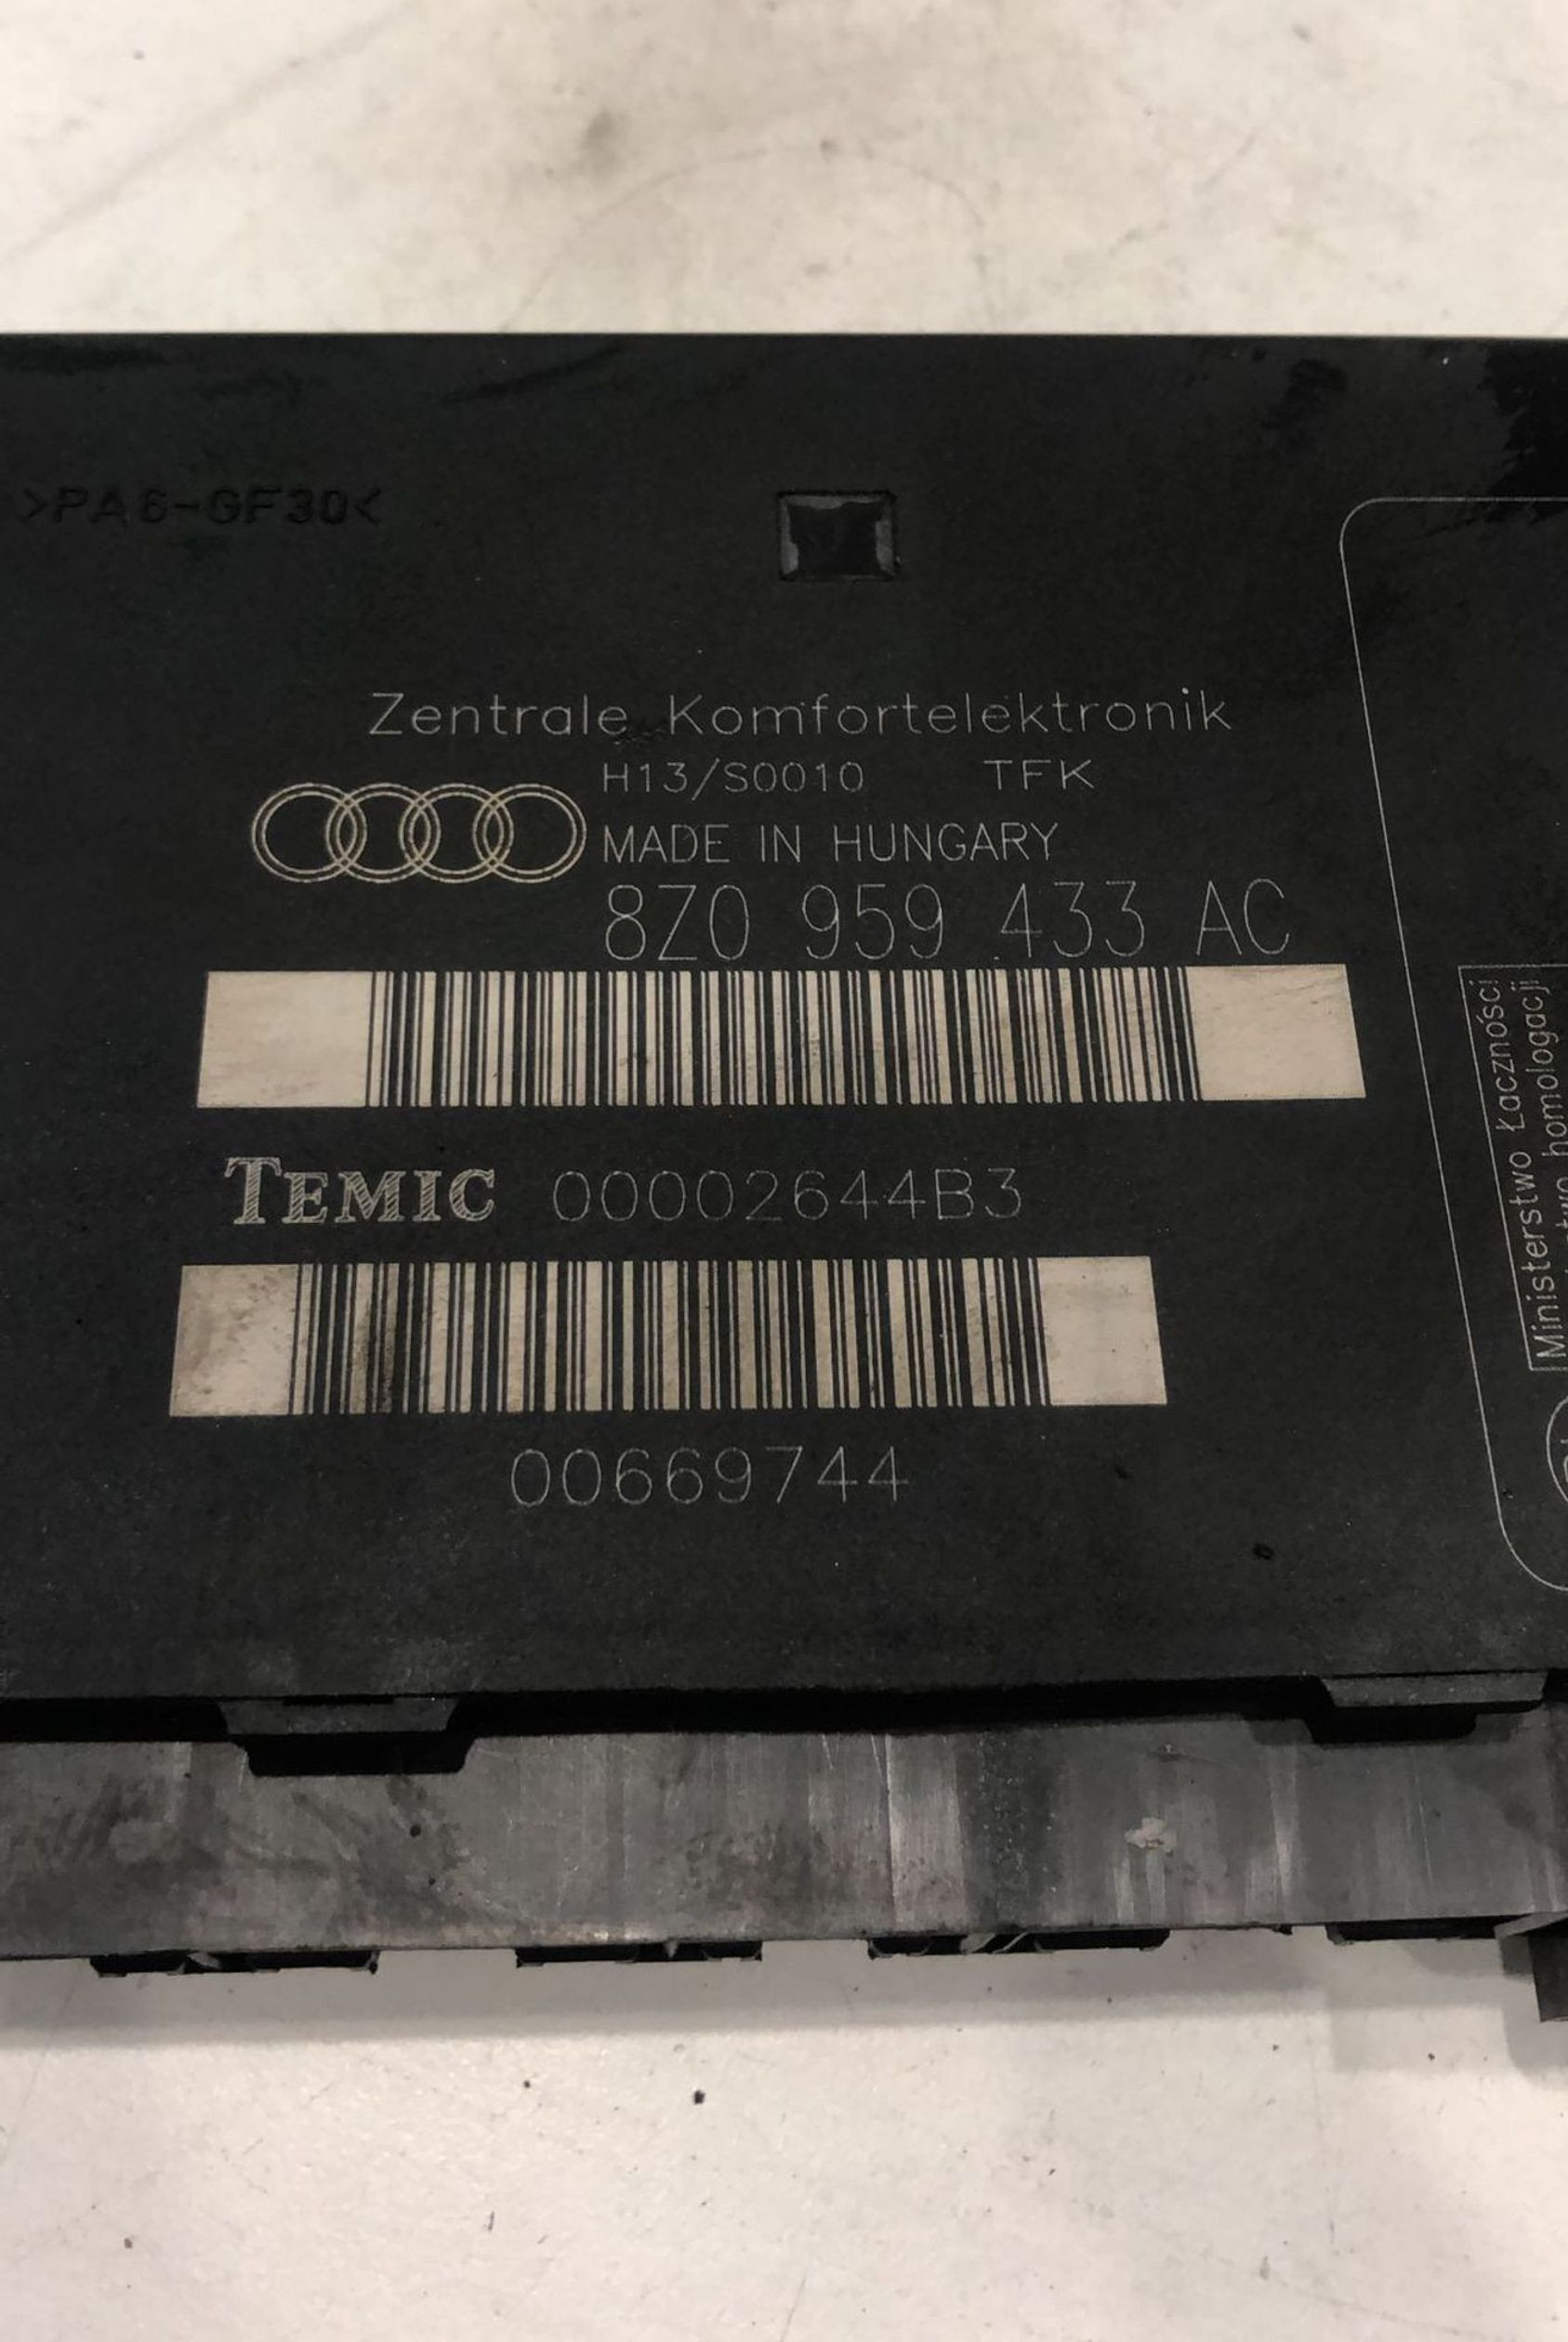 >PA6-GF30<
Zentrale Komfortelektronik
H13/S0010 TFK
MADE IN HUNGARY
8Z0 959 433 AC
TEMIC 00002644B3
00669744
Ministerstwo Łączności
homologacji